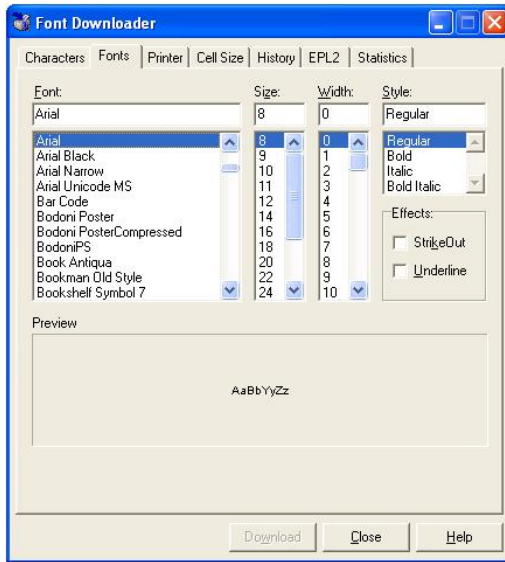 Font Downloader
Characters Fonts Printer Cell Size History EPL2 Statistics
Font: Size: Width: Style:
Arial 8 0 Regular
Arial 8 0 Regular
Arial Black 9 1 Bold
Arial Narrow 10 2 Italic
Arial Unicode MS 11 3 Bold Italic
Bar Code 12 4
Bodoni Poster 14 5 Effects:
Bodoni PosterCompressed 16 6
BodoniPS 18 7 StrikeOut
Book Antiqua 20 8
Bookman Old Style 22 9 Underline
Bookshelf Symbol 7 24 10
Preview
AaBbYyZz
Download Close Help